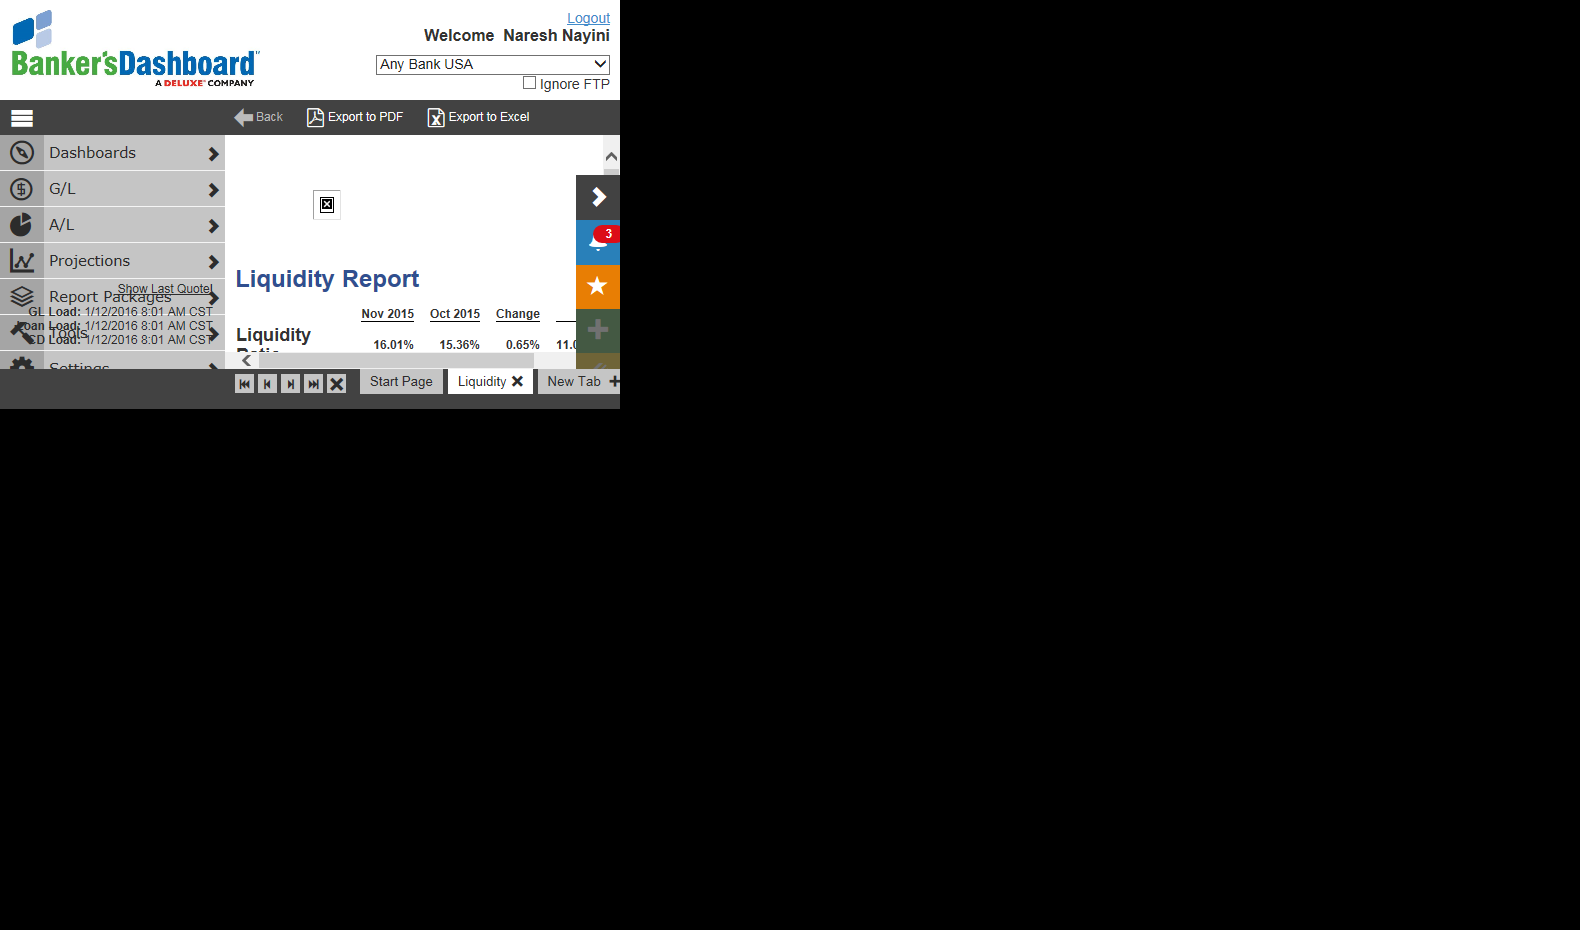 Logout
Welcome Naresh Nayini
Banker'sDashboard
A DELUXE COMPANY
Any Bank USA
Ignore FTP
Back
Export to PDF
Export to Excel
Dashboards
G/L
A/L
Projections
Show Last Quote!
Report Packages
GL Load: 1/12/2016 8:01 AM CST
Loan Load: 1/12/2016 8:01 AM CST
Tools
CD Load: 1/12/2016 8:01 AM CST
Settings
3
Liquidity Report
Nov 2015 Oct 2015 Change
Liquidity
Ratio 16.01% 15.36% 0.65%
Start Page
Liquidity
New Tab